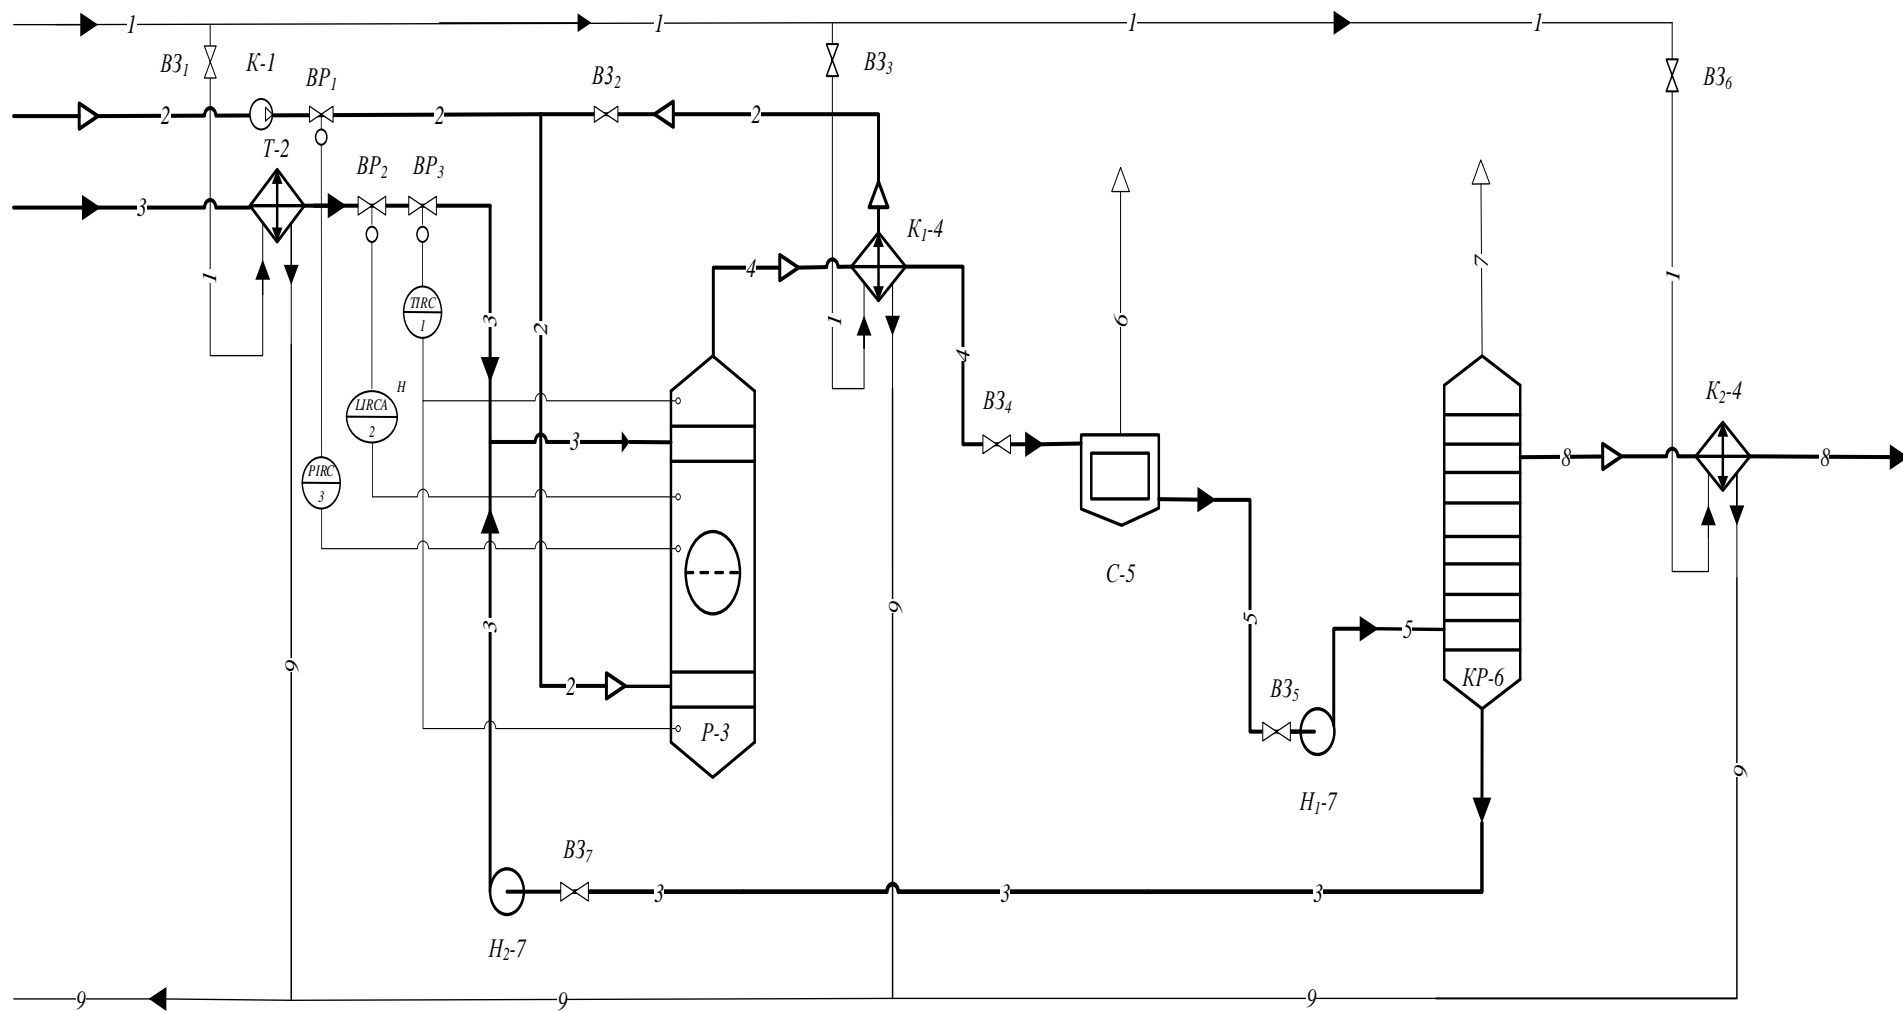 1 1 1 1
ВЗ₁ К-1 ВР₁ ВЗ₂ ВЗ₃ ВЗ₆
2 2 2
Т-2 ВР₂ ВР₃
3
К₁-4
4
1 3 2 1 6 7 1
TIRC
1
4
H
LIRCA
2
ВЗ₄ К₂-4
3 8 8
PIRC
3
С-5
9 3 9 5 5
2 ВЗ₅ КР-6
Р-3
9
Н₁-7
ВЗ₇
3 3 3
Н₂-7
9 9 9